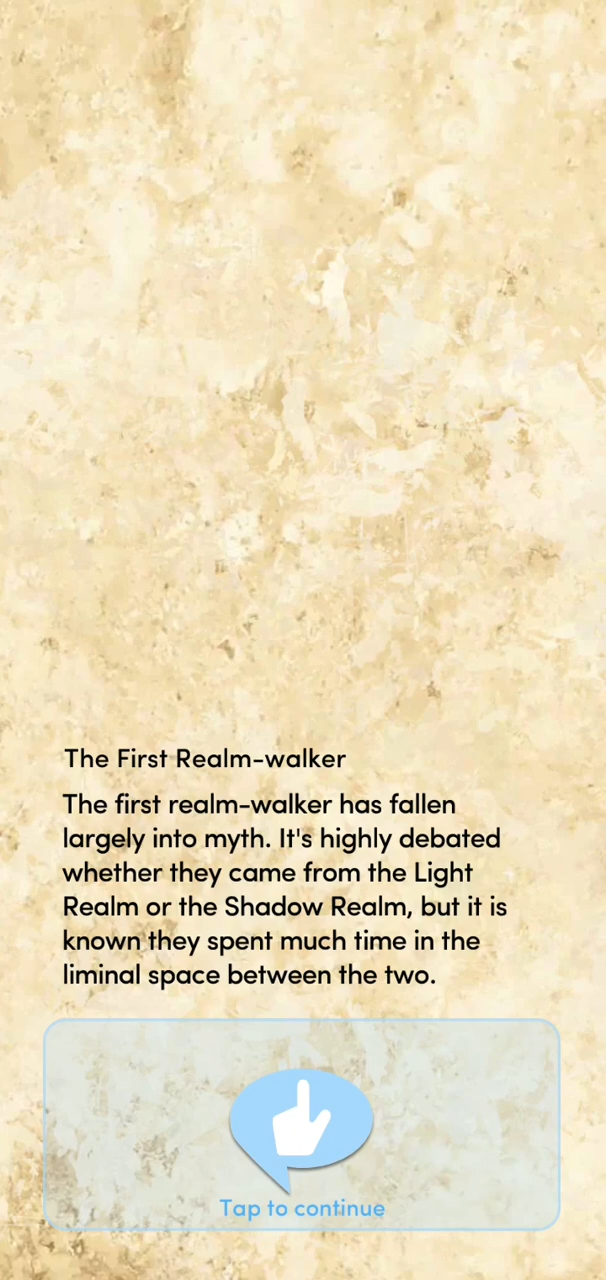 The First Realm-walker
The first realm-walker has fallen
largely into myth. It's highly debated
whether they came from the Light
Realm or the Shadow Realm, but it is
known they spent much time in the
liminal space between the two.
Tap to continue